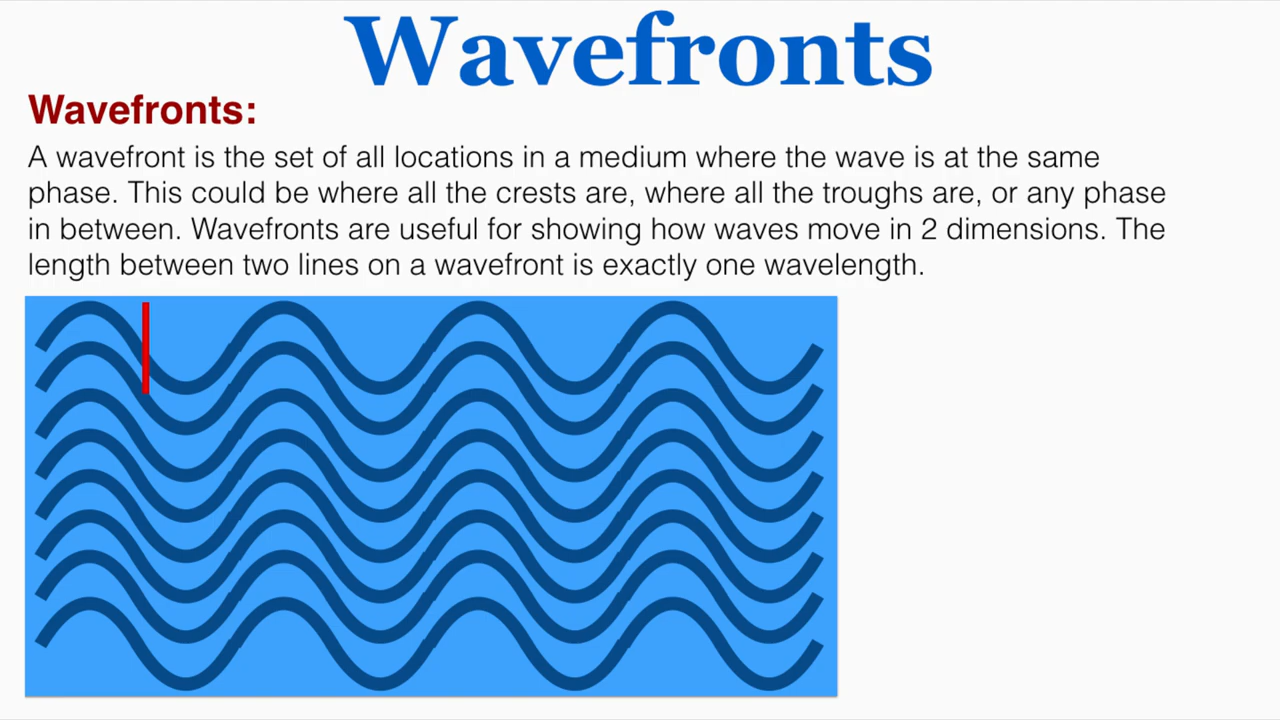 Wavefronts
Wavefronts:
A wavefront is the set of all locations in a medium where the wave is at the same
phase. This could be where all the crests are, where all the troughs are, or any phase
in between. Wavefronts are useful for showing how waves move in 2 dimensions. The
length between two lines on a wavefront is exactly one wavelength.